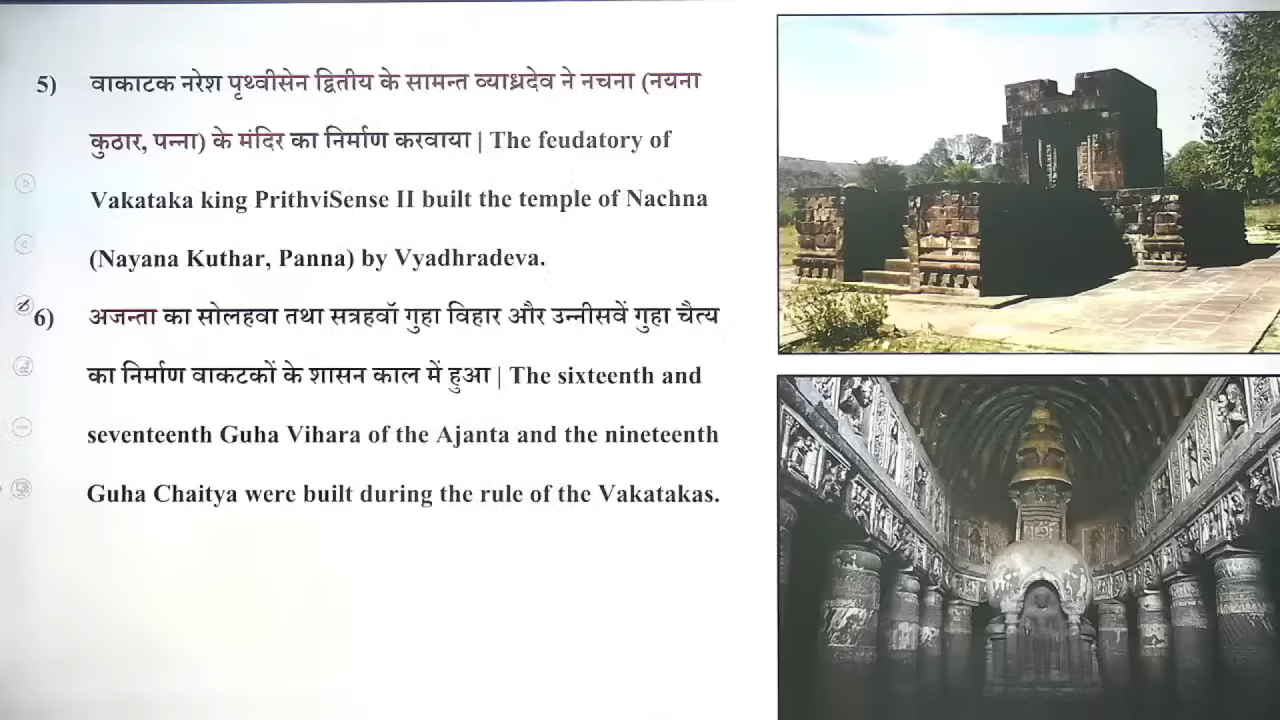 5) वाकाटक नरेश पृथ्वीसेन द्वितीय के सामन्त व्याध्रदेव ने नचना (नयना
कुठार, पन्ना) के मंदिर का निर्माण करवाया | The feudatory of
Vakataka king PrithviSense II built the temple of Nachna
(Nayana Kuthar, Panna) by Vyadhradeva.
6) अजन्ता का सोलहवा तथा सत्रहवॉ गुहा विहार और उन्नीसवें गुहा चैत्य
का निर्माण वाकटकों के शासन काल में हुआ | The sixteenth and
seventeenth Guha Vihara of the Ajanta and the nineteenth
Guha Chaitya were built during the rule of the Vakatakas.